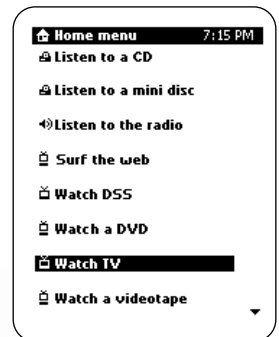 Home menu 7:15 PM
Listen to a CD
Listen to a mini disc
Listen to the radio
Surf the web
Watch DSS
Watch a DVD
Watch TV
Watch a videotape